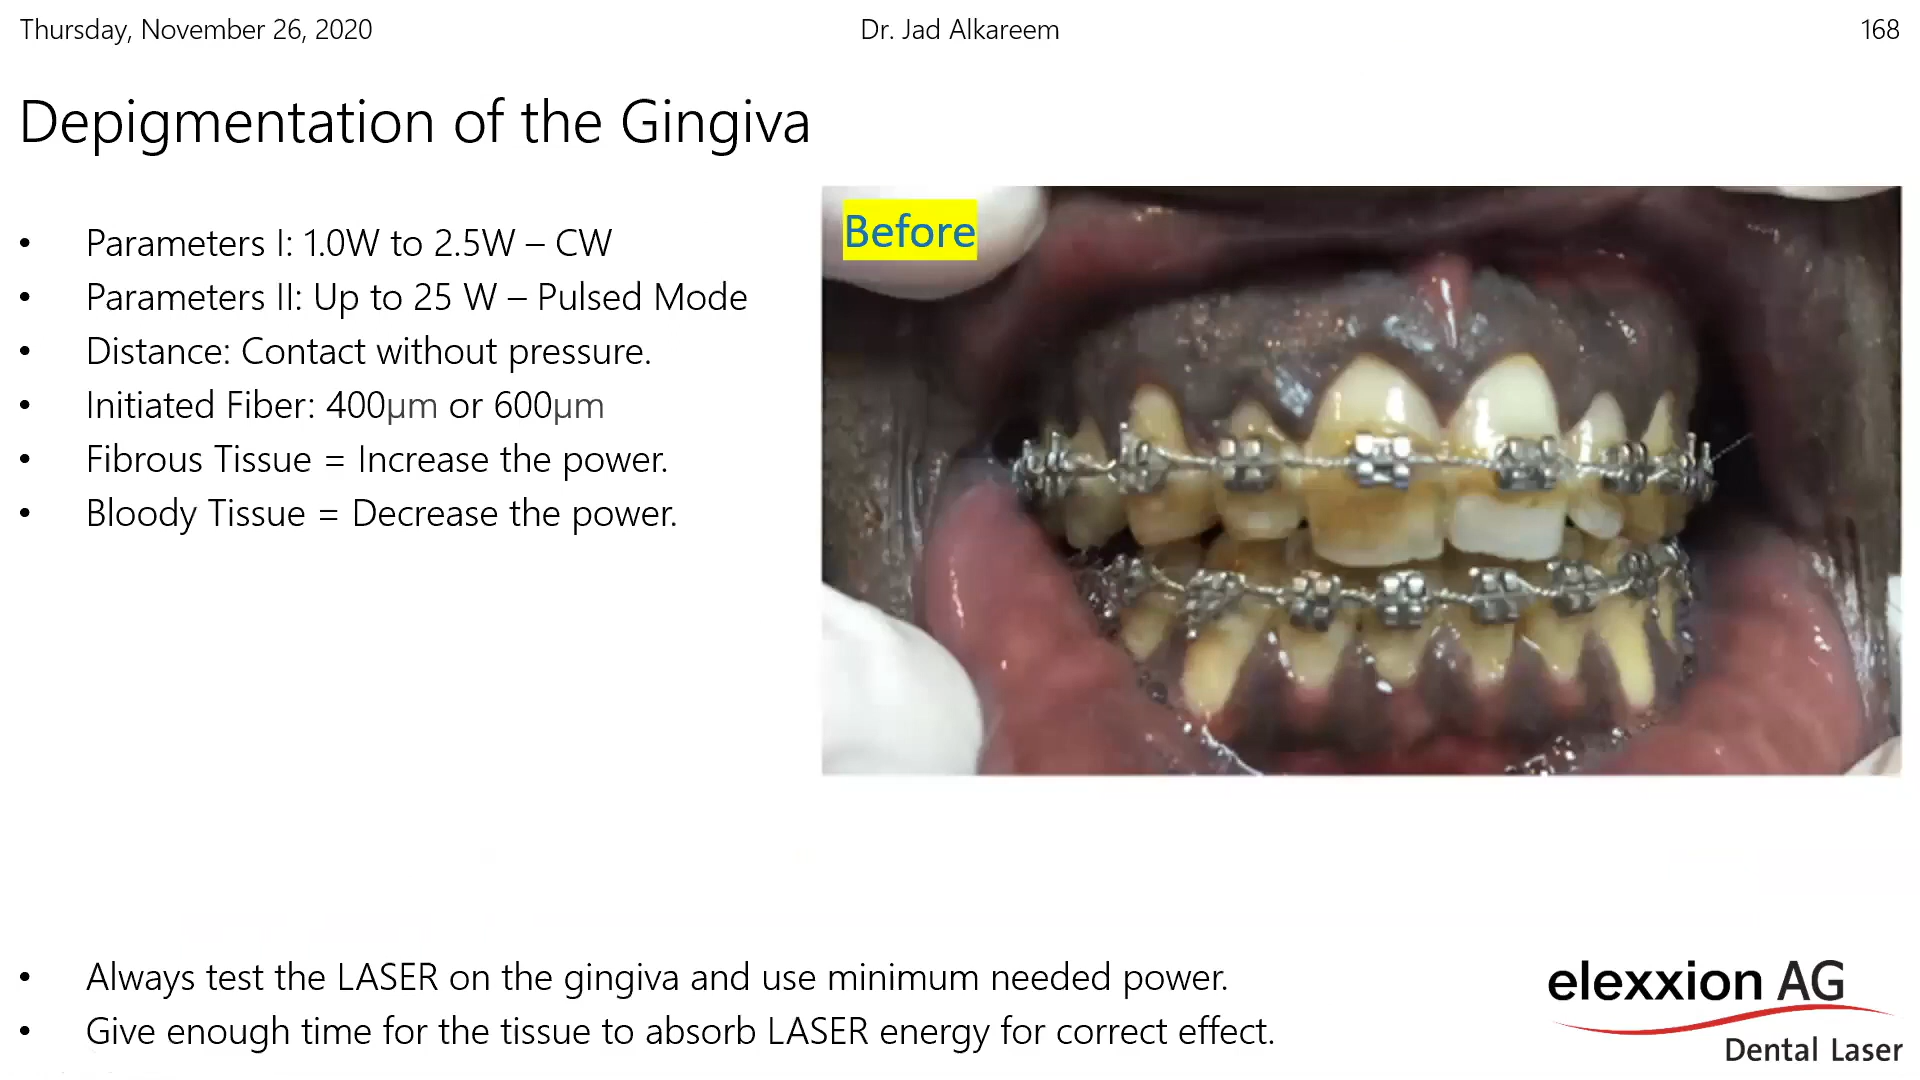 Thursday, November 26, 2020
Dr. Jad Alkareem
168
Depigmentation of the Gingiva
• Parameters I: 1.0W to 2.5W – CW
• Parameters II: Up to 25 W – Pulsed Mode
• Distance: Contact without pressure.
• Initiated Fiber: 400µm or 600µm
• Fibrous Tissue = Increase the power.
• Bloody Tissue = Decrease the power.
Before
• Always test the LASER on the gingiva and use minimum needed power.
• Give enough time for the tissue to absorb LASER energy for correct effect.
elexxion AG
Dental Laser